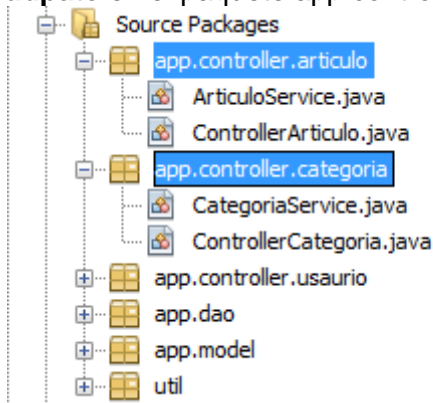 Source Packages
app.controller.articulo
ArticuloService.java
ControllerArticulo.java
app.controller.categoria
CategoriaService.java
ControllerCategoria.java
app.controller.usaurio
app.dao
app.model
util